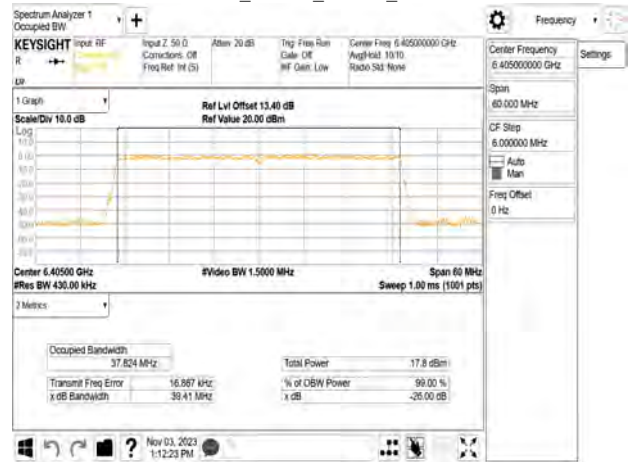 Spectrum Analyzer 1
Occupied BW
Frequency
KEYSIGHT
Input: RF
R
Input Z: 50 Ω
Corrections: Off
Freq Ref: Int (S)
Atten: 20 dB
Trig: Free Run
Gate: Off
#IF Gain: Low
Center Freq: 6.405000000 GHz
Avg|Hold: 10/10
Radio Std: None
Center Frequency
6.405000000 GHz
Settings
Span
60.000 MHz
CF Step
6.000000 MHz
Auto
Man
Freq Offset
0 Hz
1 Graph
Scale/Div 10.0 dB
Ref Lvl Offset 13.40 dB
Ref Value 20.00 dBm
Log
10.0
0.00
Center 6.40500 GHz
#Res BW 430.00 kHz
#Video BW 1.5000 MHz
Span 60 MHz
Sweep 1.00 ms (1001 pts)
2 Metrics
Occupied Bandwidth
37.824 MHz
Total Power 17.8 dBm
Transmit Freq Error 16.887 kHz
% of OBW Power 99.00 %
x dB Bandwidth 39.41 MHz
x dB -26.00 dB
Nov 03, 2023
1:12:23 PM